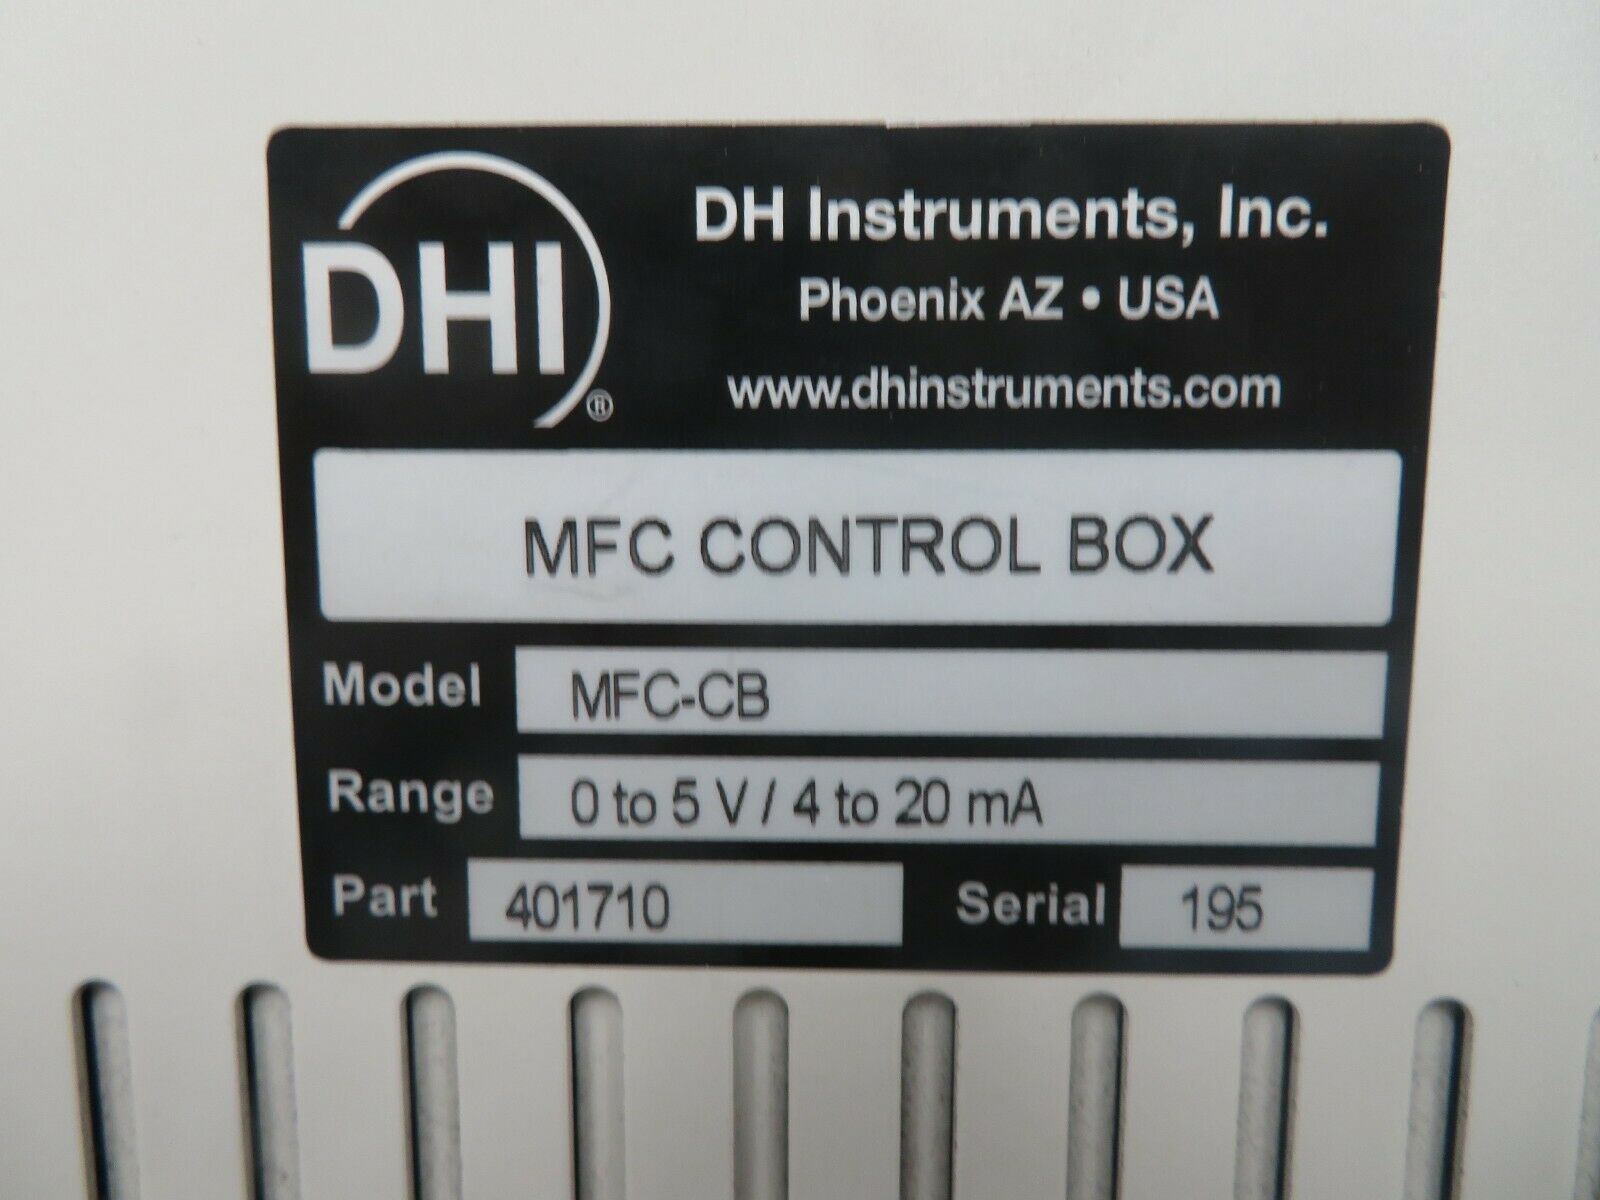 DHI®
DH Instruments, Inc.
Phoenix AZ • USA
www.dhinstruments.com
MFC CONTROL BOX
Model MFC-CB
Range 0 to 5 V / 4 to 20 mA
Part 401710 Serial 195